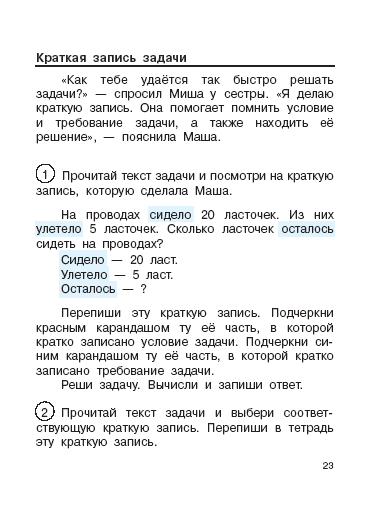 Краткая запись задачи
«Как тебе удаётся так быстро решать
задачи?» — спросил Миша у сестры. «Я делаю
краткую запись. Она помогает помнить условие
и требование задачи, а также находить её
решение», — пояснила Маша.
1 Прочитай текст задачи и посмотри на краткую
запись, которую сделала Маша.
На проводах сидело 20 ласточек. Из них
улетело 5 ласточек. Сколько ласточек осталось
сидеть на проводах?
Сидело — 20 ласт.
Улетело — 5 ласт.
Осталось — ?
Перепиши эту краткую запись. Подчеркни
красным карандашом ту её часть, в которой
кратко записано условие задачи. Подчеркни си-
ним карандашом ту её часть, в которой кратко
записано требование задачи.
Реши задачу. Вычисли и запиши ответ.
2 Прочитай текст задачи и выбери соответ-
ствующую краткую запись. Перепиши в тетрадь
эту краткую запись.
23